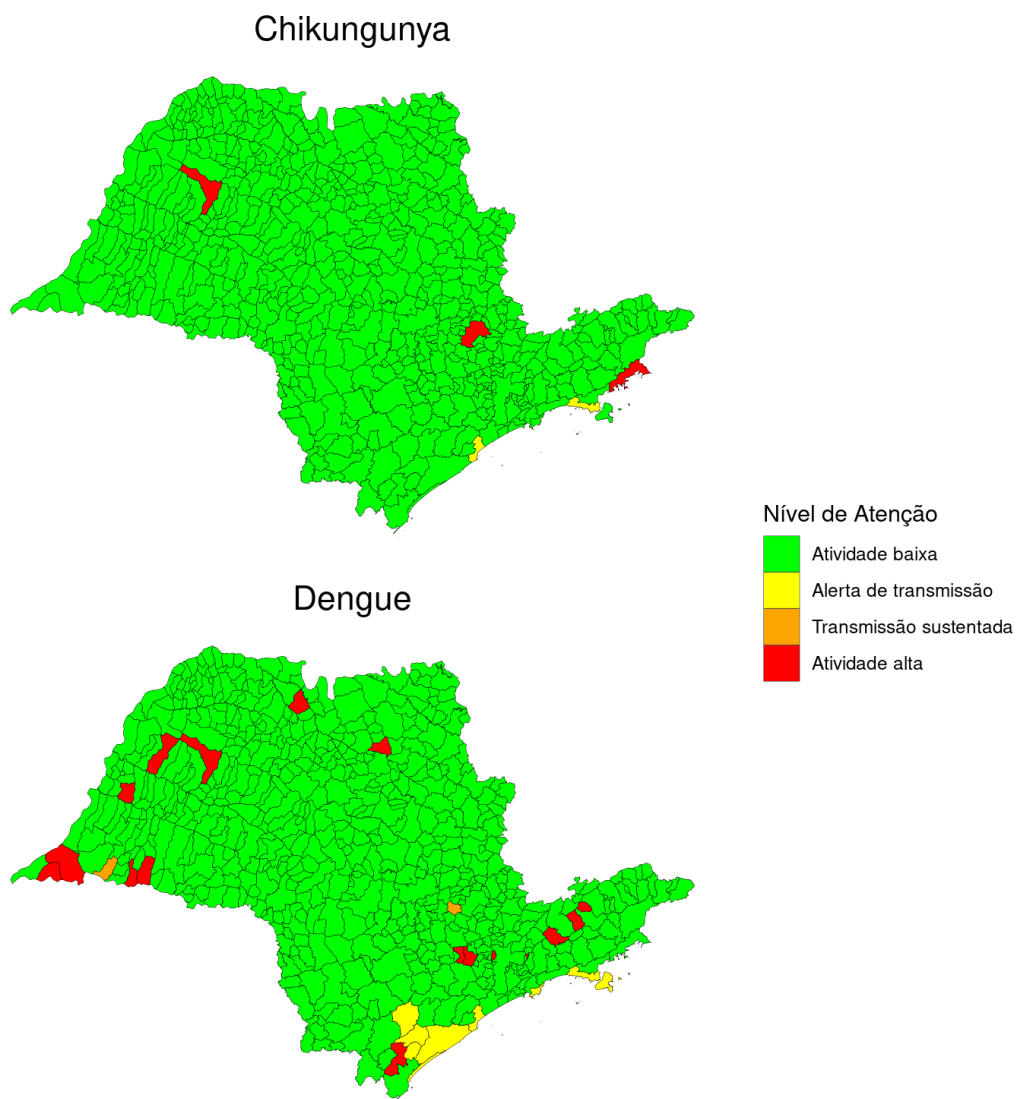 Chikungunya
Nível de Atenção
Atividade baixa
Alerta de transmissão
Transmissão sustentada
Atividade alta
Dengue